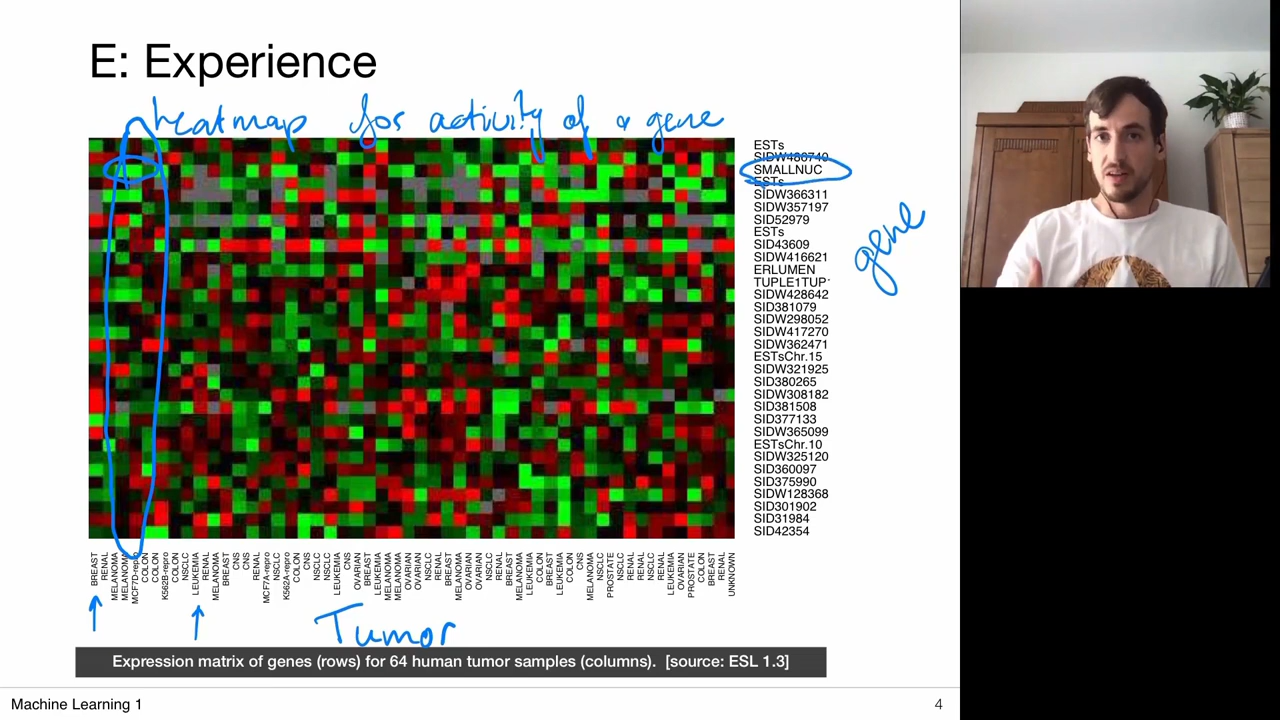 E: Experience
heatmap for activity of a gene
ESTs
SIDW486740
SMALLNUC
ESTs
SIDW366311
SIDW357197
SID52979
ESTs
SID43609
SIDW416621
ERLUMEN
TUPLE1TUP1
SIDW428642
SID381079
SIDW298052
SIDW417270
SIDW362471
ESTsChr.15
SIDW321925
SID380265
SIDW308182
SID381508
SID377133
SIDW365099
ESTsChr.10
SIDW325120
SID360097
SID375990
SIDW128368
SID301902
SID31984
SID42354
gene
BREAST
RENAL
MELANOMA
MELANOMA
MCF7D-repro
COLON
COLON
K562B-repro
COLON
NSCLC
LEUKEMIA
RENAL
MELANOMA
BREAST
CNS
CNS
RENAL
MCF7A-repro
NSCLC
K562A-repro
COLON
CNS
NSCLC
NSCLC
LEUKEMIA
CNS
OVARIAN
BREAST
LEUKEMIA
MELANOMA
MELANOMA
OVARIAN
OVARIAN
NSCLC
RENAL
BREAST
MELANOMA
OVARIAN
OVARIAN
NSCLC
RENAL
BREAST
MELANOMA
LEUKEMIA
COLON
BREAST
LEUKEMIA
COLON
CNS
MELANOMA
NSCLC
PROSTATE
NSCLC
RENAL
RENAL
NSCLC
RENAL
LEUKEMIA
OVARIAN
PROSTATE
COLON
BREAST
RENAL
UNKNOWN
Tumor
Expression matrix of genes (rows) for 64 human tumor samples (columns). [source: ESL 1.3]
Machine Learning 1
4